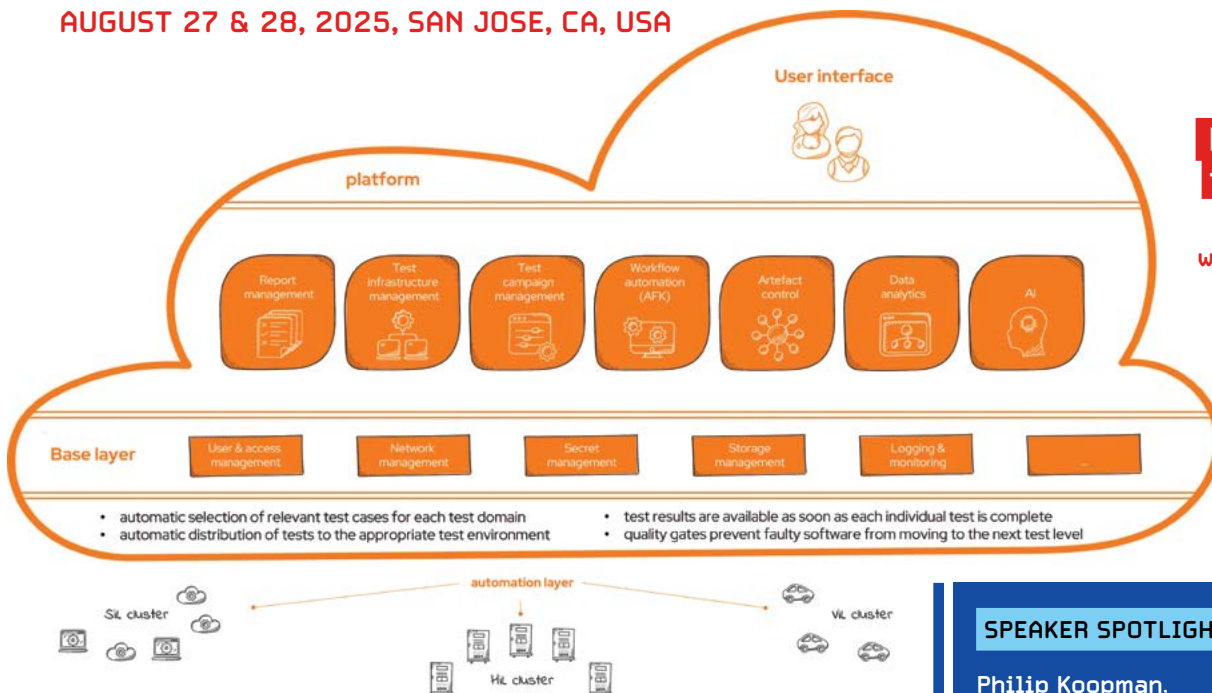 AUGUST 27 & 28, 2025, SAN JOSE, CA, USA
User interface
platform
Report
management
Test
infrastructure
management
Test
campaign
management
Workflow
automation
(AFK)
Artefact
control
Data
analytics
AI
Base layer
User & access
management
Network
management
Secret
management
Storage
management
Logging &
monitoring
...
• automatic selection of relevant test cases for each test domain
• automatic distribution of tests to the appropriate test environment
• test results are available as soon as each individual test is complete
• quality gates prevent faulty software from moving to the next test level
automation layer
SiL cluster
HiL cluster
ViL cluster
SPEAKER SPOTLIGH
Philip Koopman,